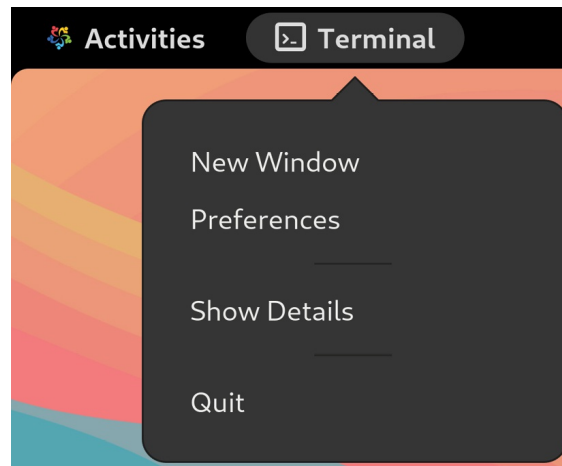 Activities Terminal
New Window
Preferences
Show Details
Quit